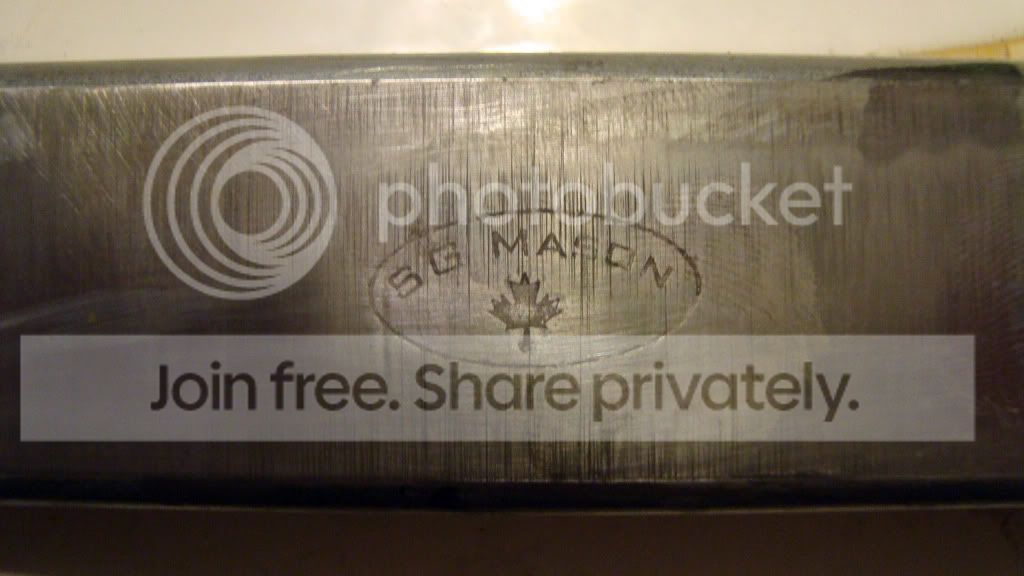 photobucket
SG MASON
Join free. Share privately.